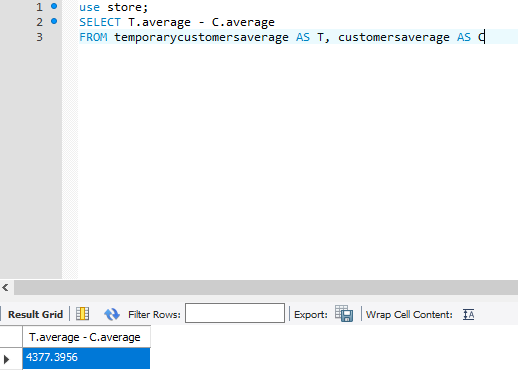 1 use store;
2 SELECT T.average - C.average
3 FROM temporarycustomersaverage AS T, customersaverage AS C
Result Grid Filter Rows: Export: Wrap Cell Content: IA
T.average - C.average
4377.3956